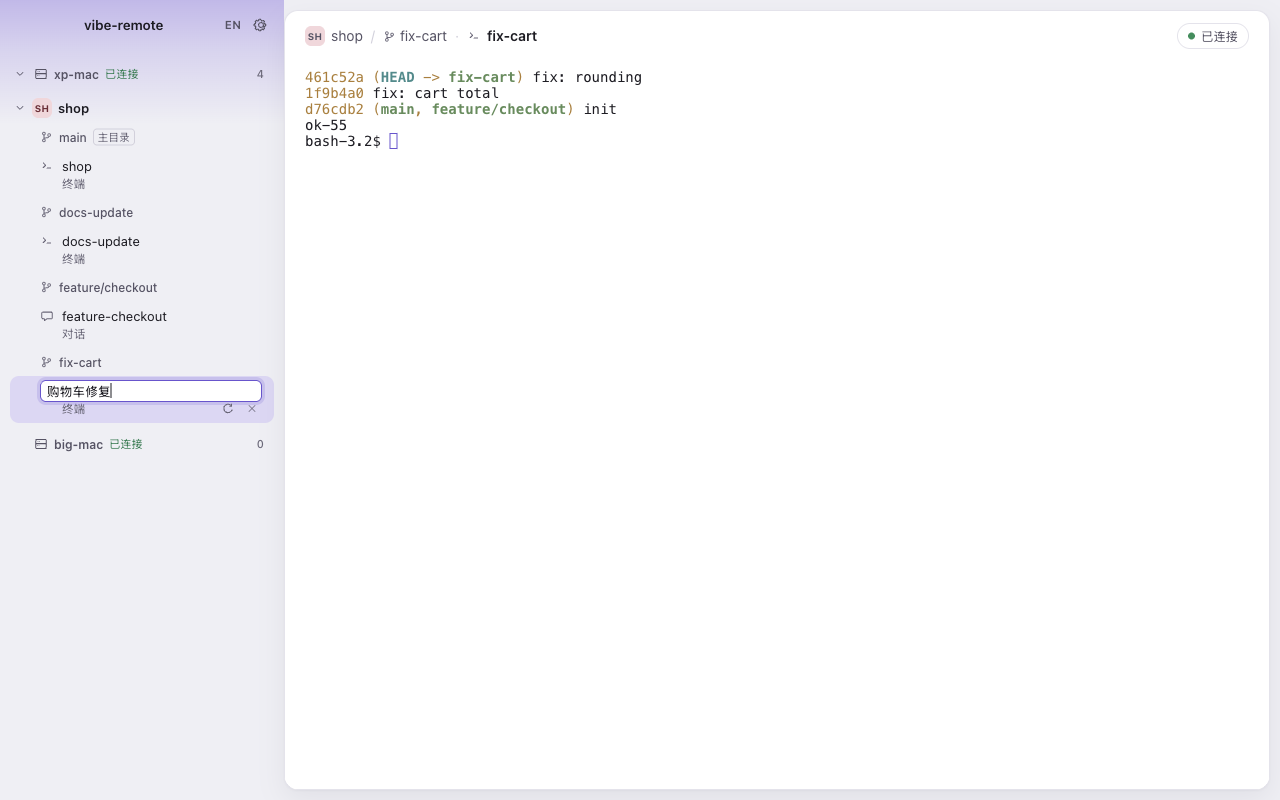 vibe-remote EN
xp-mac 已连接 4
SH shop
main 主目录
shop
终端
docs-update
docs-update
终端
feature/checkout
feature-checkout
对话
fix-cart
购物车修复
终端
big-mac 已连接 0
SH shop / fix-cart · fix-cart 已连接
461c52a (HEAD -> fix-cart) fix: rounding
1f9b4a0 fix: cart total
d76cdb2 (main, feature/checkout) init
ok-55
bash-3.2$